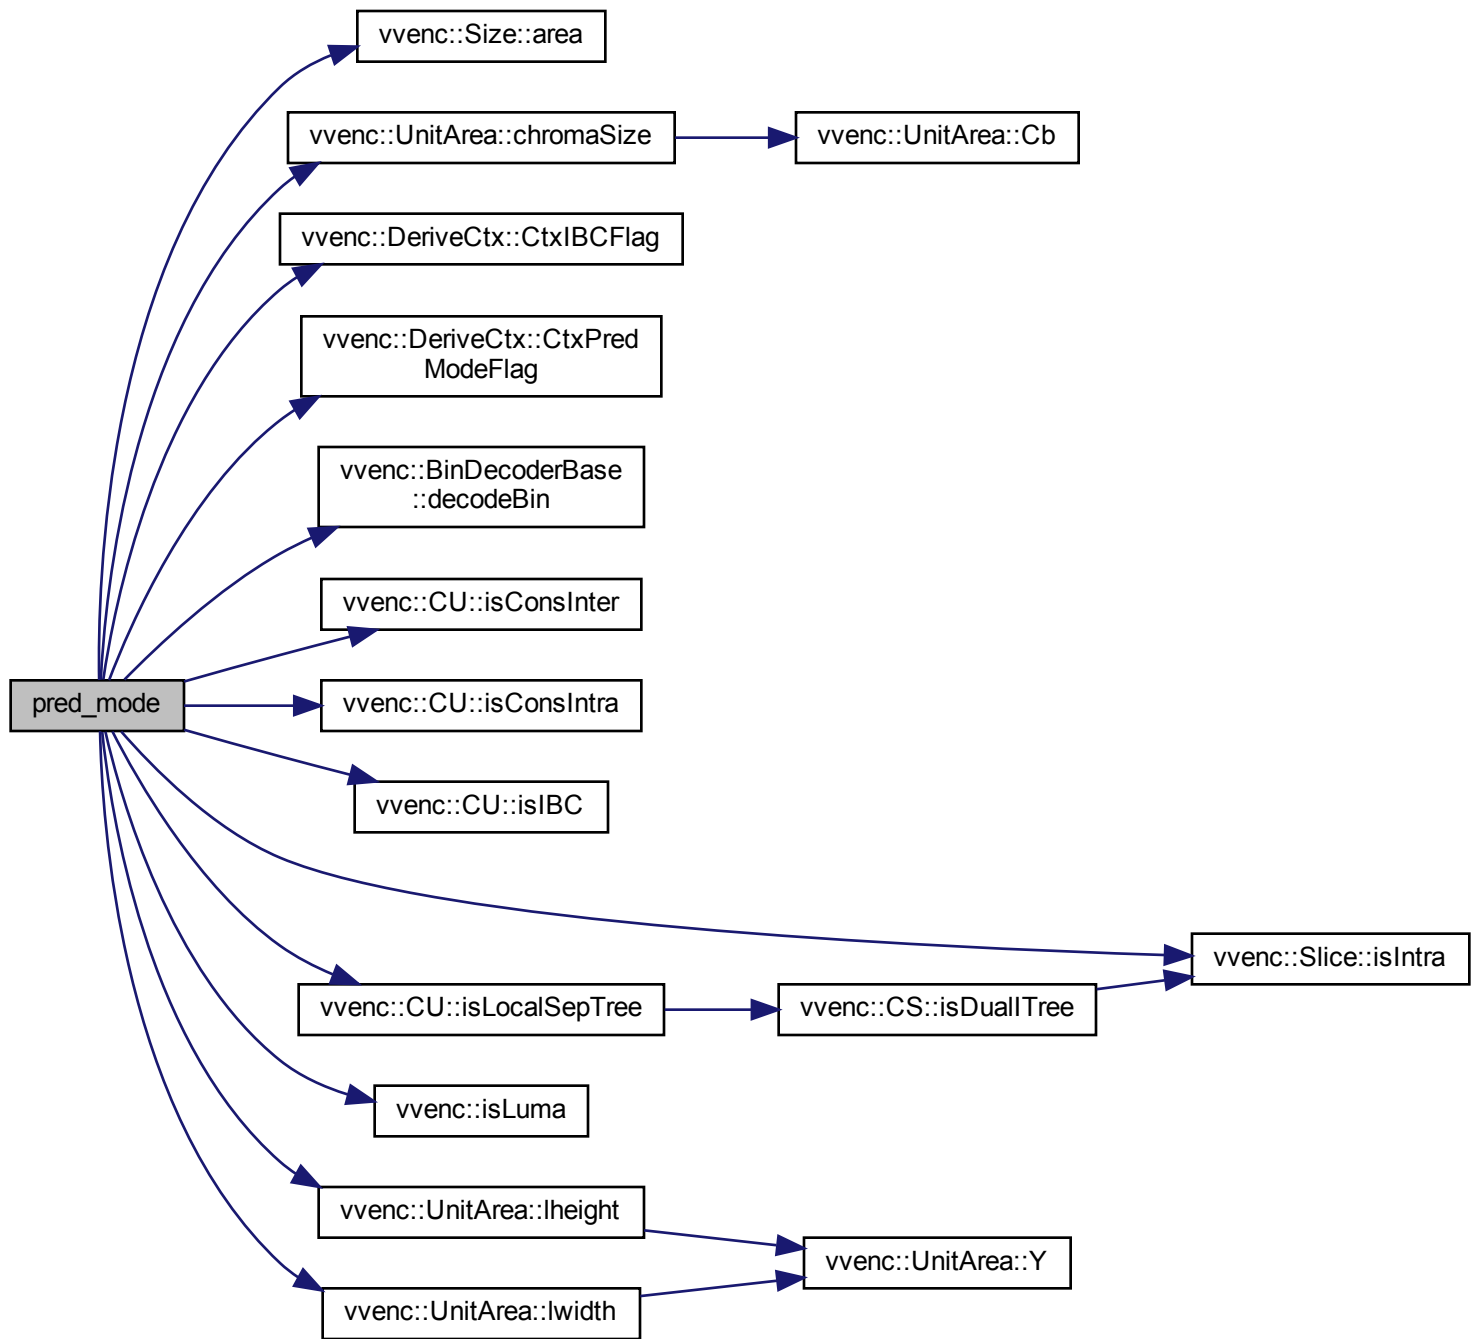 vvenc::Size::area
vvenc::UnitArea::chromaSize
vvenc::UnitArea::Cb
vvenc::DeriveCtx::CtxIBCFlag
vvenc::DeriveCtx::CtxPred
ModeFlag
vvenc::BinDecoderBase
::decodeBin
vvenc::CU::isConsInter
pred_mode
vvenc::CU::isConsIntra
vvenc::CU::isIBC
vvenc::Slice::isIntra
vvenc::CU::isLocalSepTree
vvenc::CS::isDualITree
vvenc::isLuma
vvenc::UnitArea::lheight
vvenc::UnitArea::Y
vvenc::UnitArea::lwidth